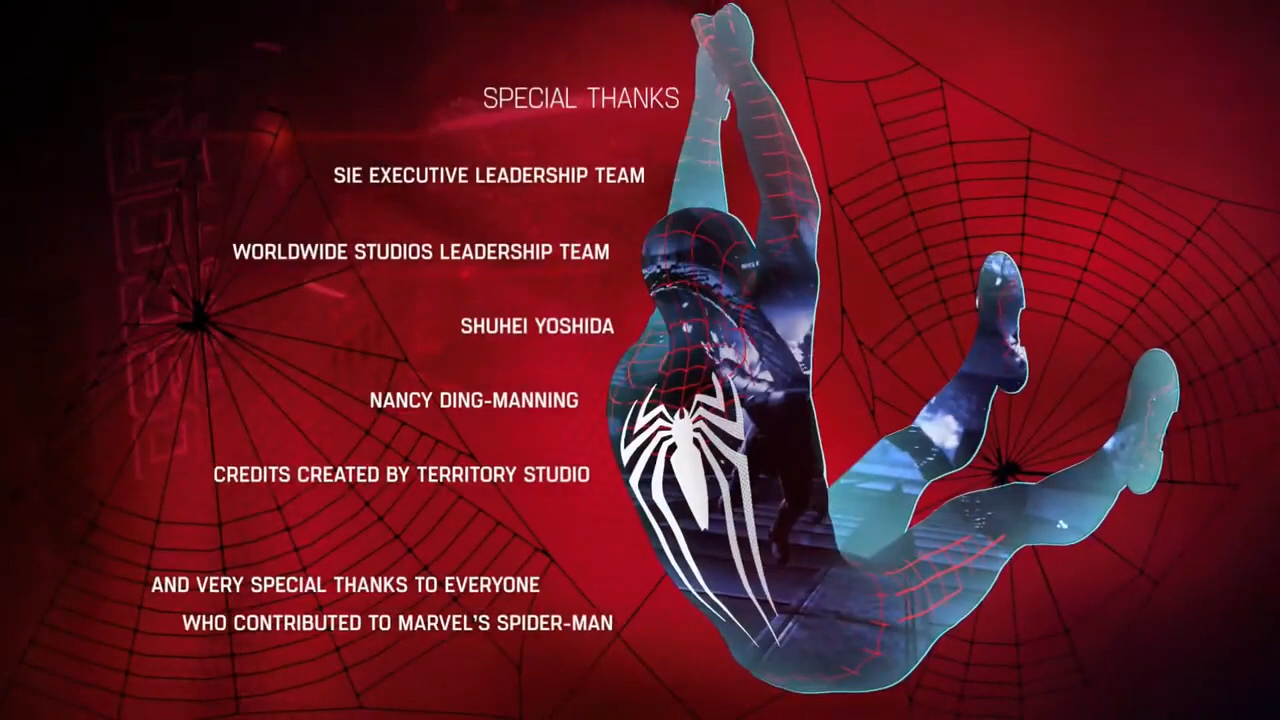 SPECIAL THANKS
SIE EXECUTIVE LEADERSHIP TEAM
WORLDWIDE STUDIOS LEADERSHIP TEAM
SHUHEI YOSHIDA
NANCY DING-MANNING
CREDITS CREATED BY TERRITORY STUDIO
AND VERY SPECIAL THANKS TO EVERYONE
WHO CONTRIBUTED TO MARVEL'S SPIDER-MAN